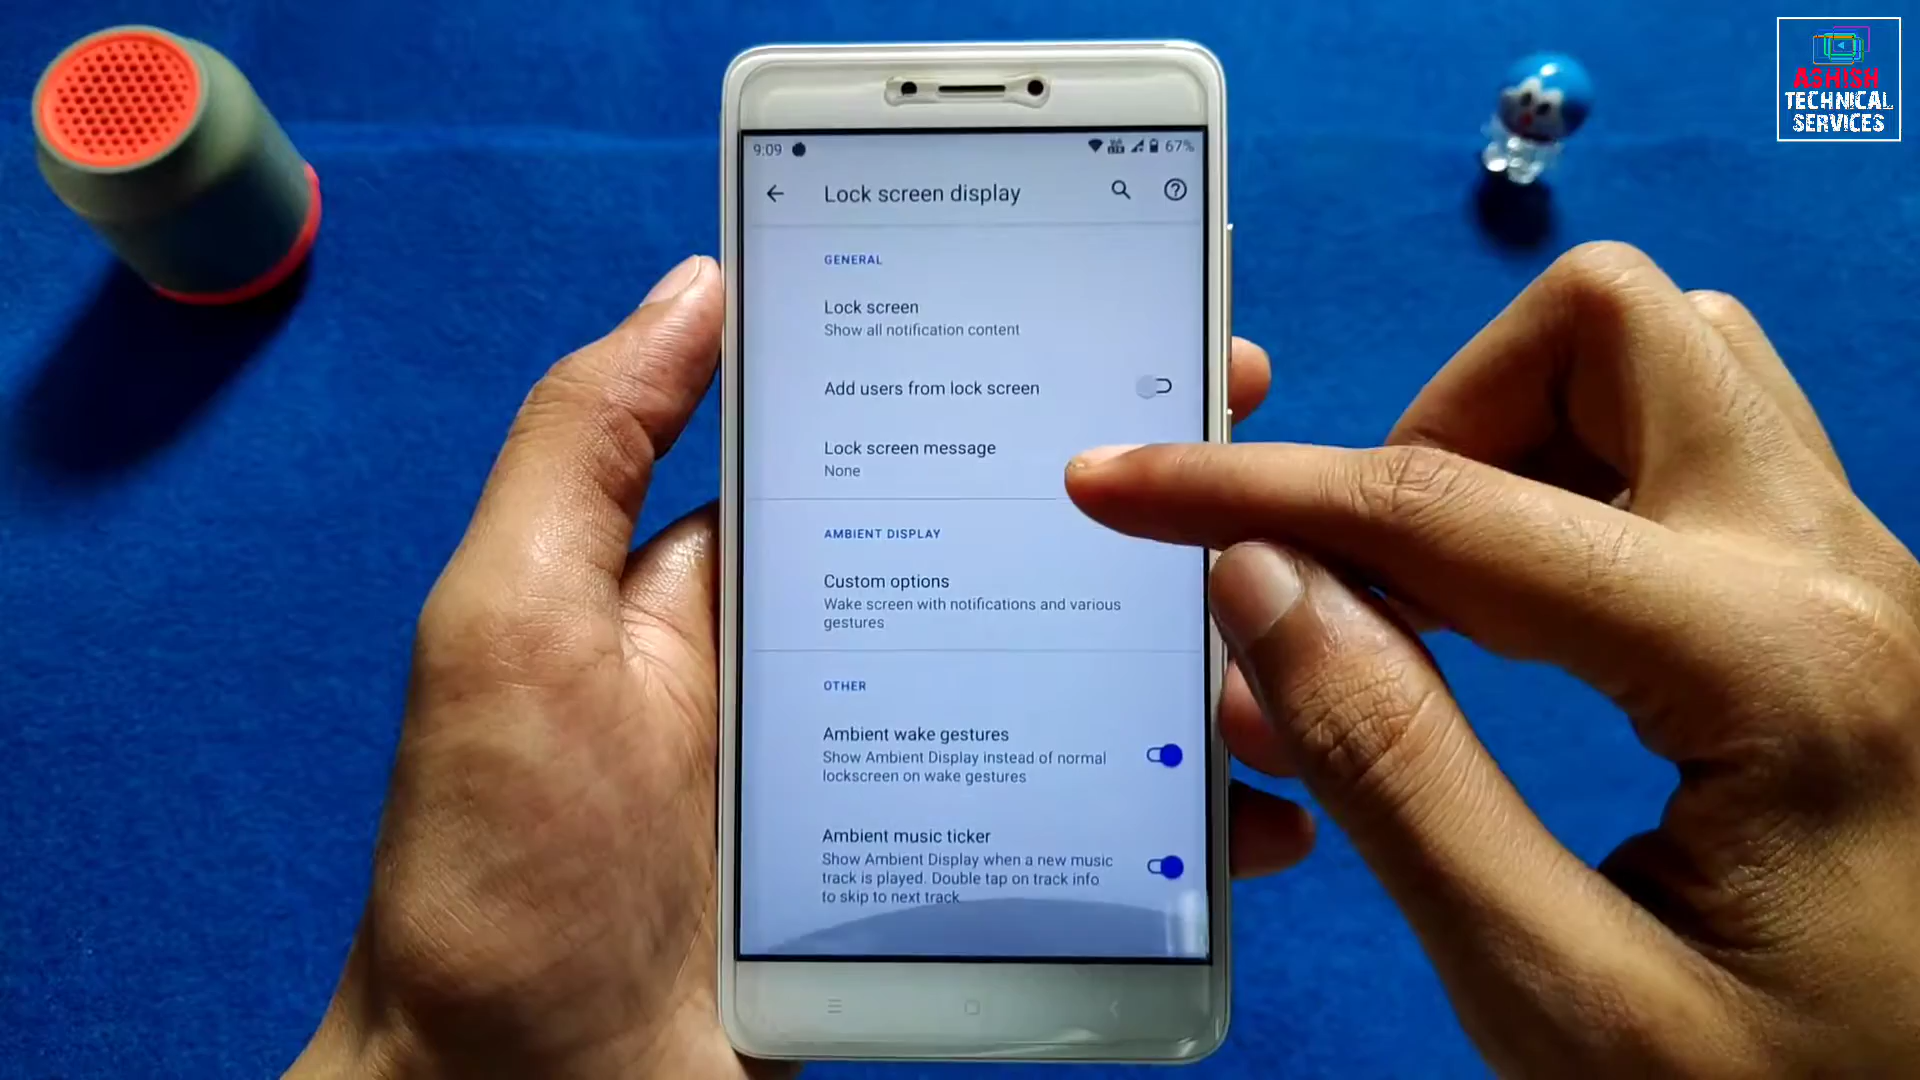 ASHISH
TECHNICAL
SERVICES
9:09
67%
Lock screen display
GENERAL
Lock screen
Show all notification content
Add users from lock screen
Lock screen message
None
AMBIENT DISPLAY
Custom options
Wake screen with notifications and various
gestures
OTHER
Ambient wake gestures
Show Ambient Display instead of normal
lockscreen on wake gestures
Ambient music ticker
Show Ambient Display when a new music
track is played. Double tap on track info
to skip to next track